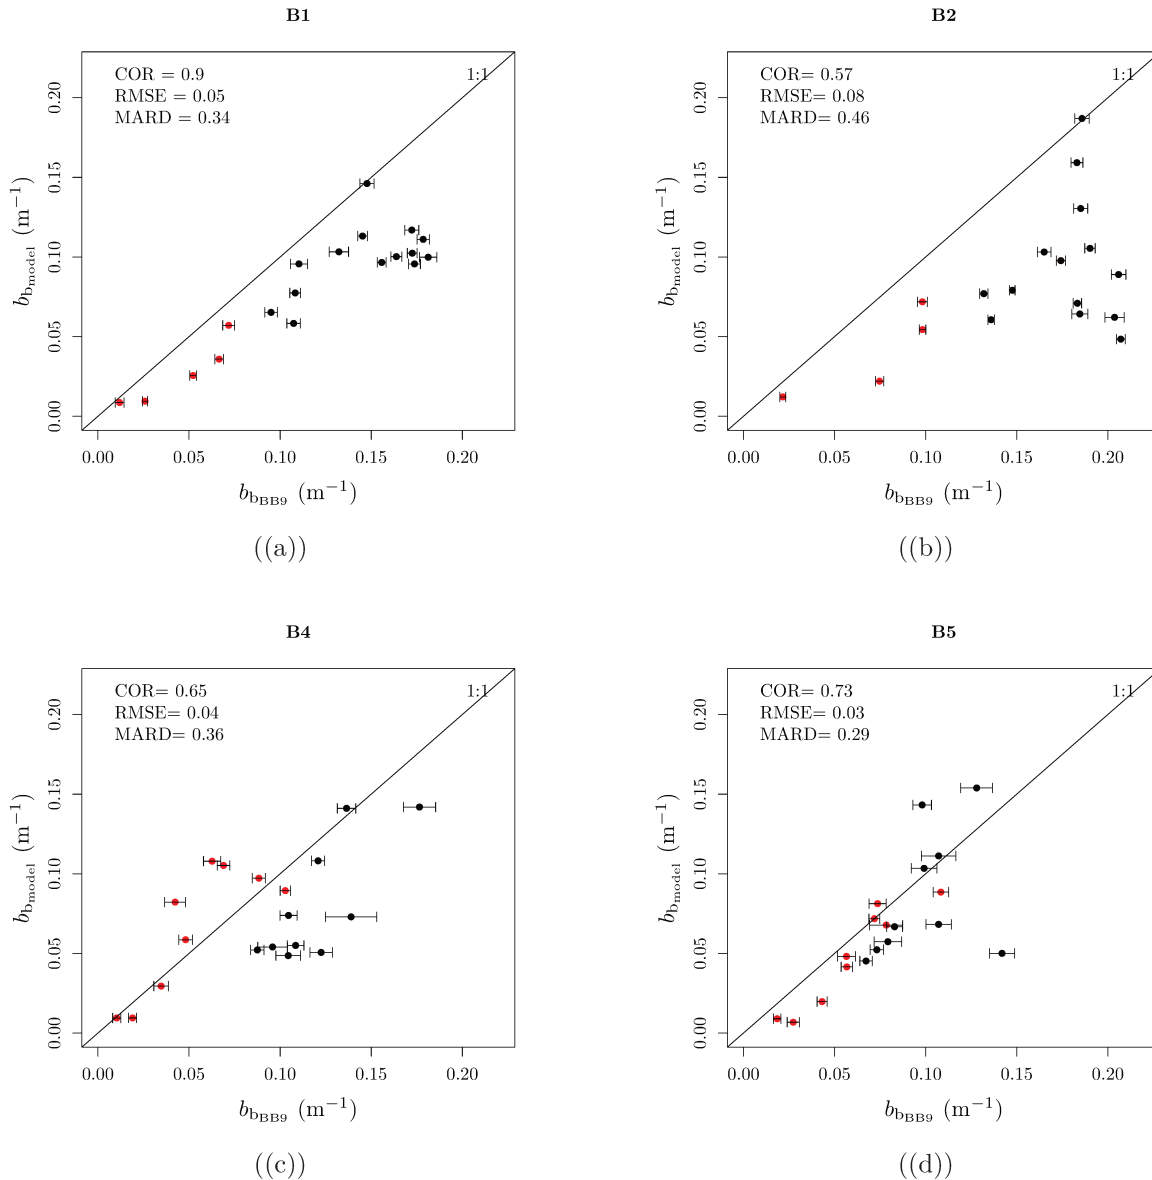 B1
COR = 0.9
RMSE = 0.05
MARD = 0.34
1:1
0.20
0.15
0.10
0.05
0.00
b_b_model (m⁻¹)
0.00 0.05 0.10 0.15 0.20
b_b_BB9 (m⁻¹)
((a))
B2
COR= 0.57
RMSE= 0.08
MARD= 0.46
1:1
0.20
0.15
0.10
0.05
0.00
b_b_model (m⁻¹)
0.00 0.05 0.10 0.15 0.20
b_b_BB9 (m⁻¹)
((b))
B4
COR= 0.65
RMSE= 0.04
MARD= 0.36
1:1
0.20
0.15
0.10
0.05
0.00
b_b_model (m⁻¹)
0.00 0.05 0.10 0.15 0.20
b_b_BB9 (m⁻¹)
((c))
B5
COR= 0.73
RMSE= 0.03
MARD= 0.29
1:1
0.20
0.15
0.10
0.05
0.00
b_b_model (m⁻¹)
0.00 0.05 0.10 0.15 0.20
b_b_BB9 (m⁻¹)
((d))